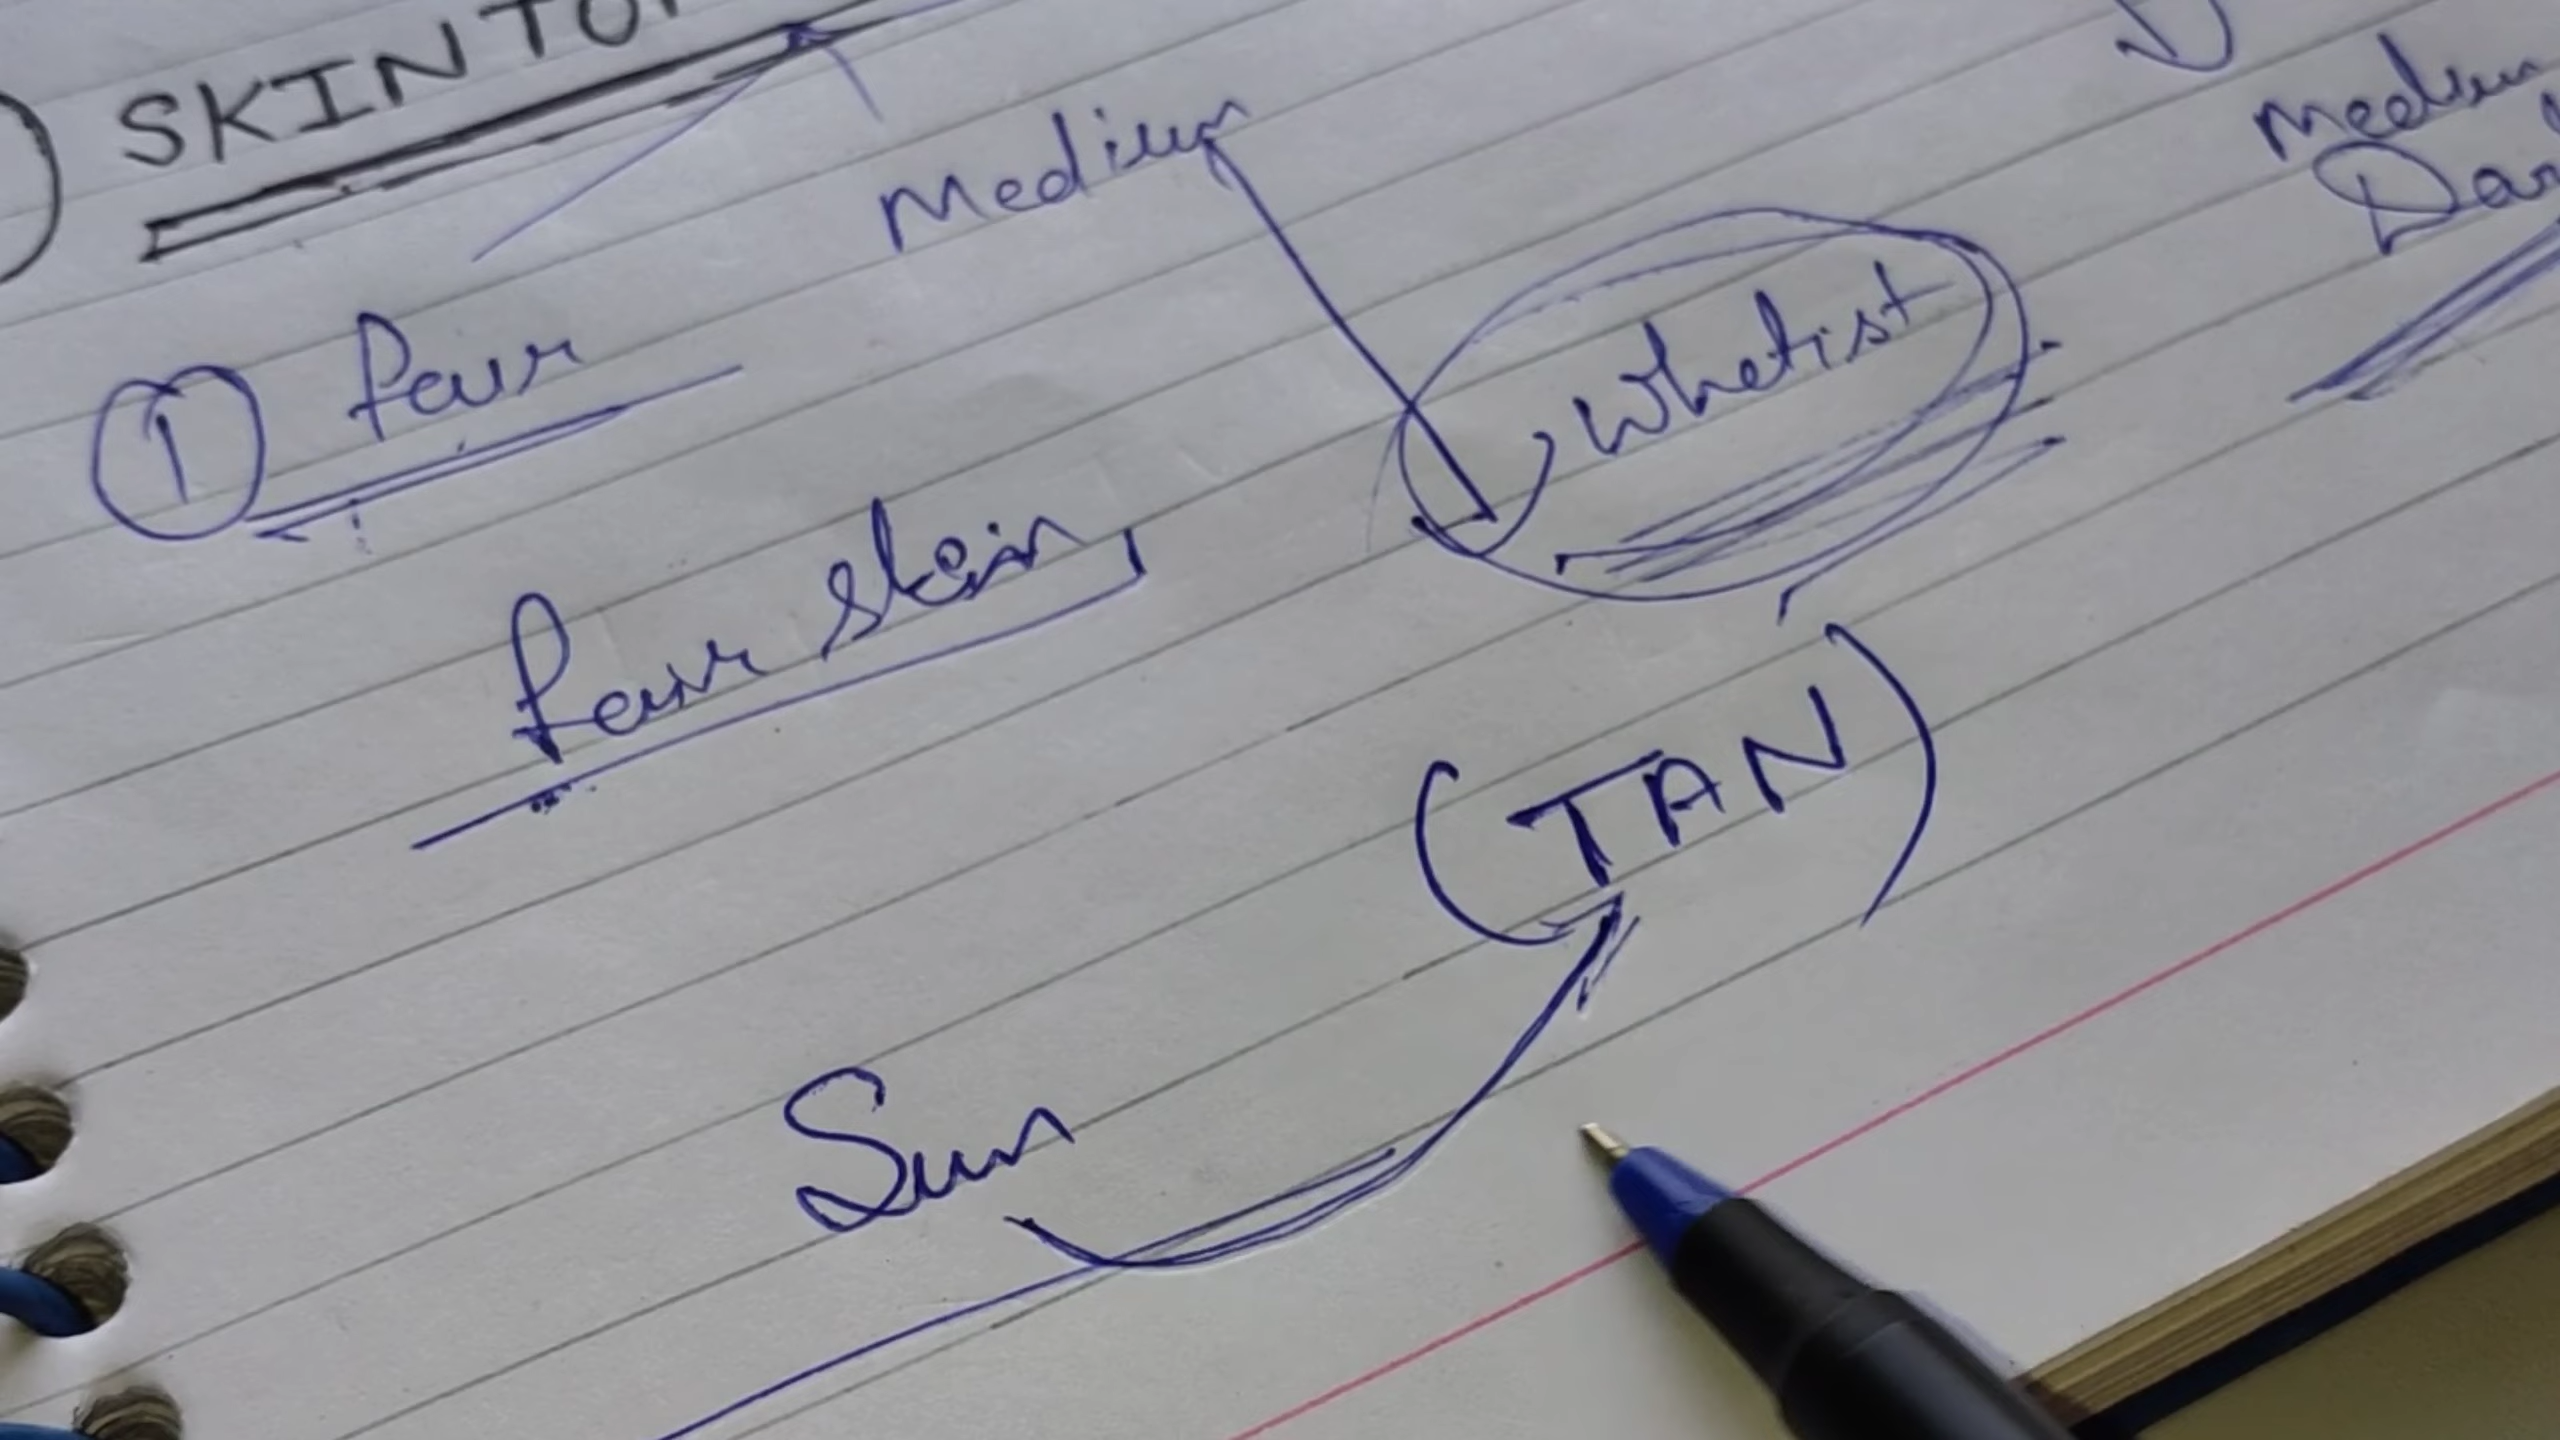 SKINTO
Medium
Medium
Dar
① fair
Whetist
fair skin
(TAN)
Sun